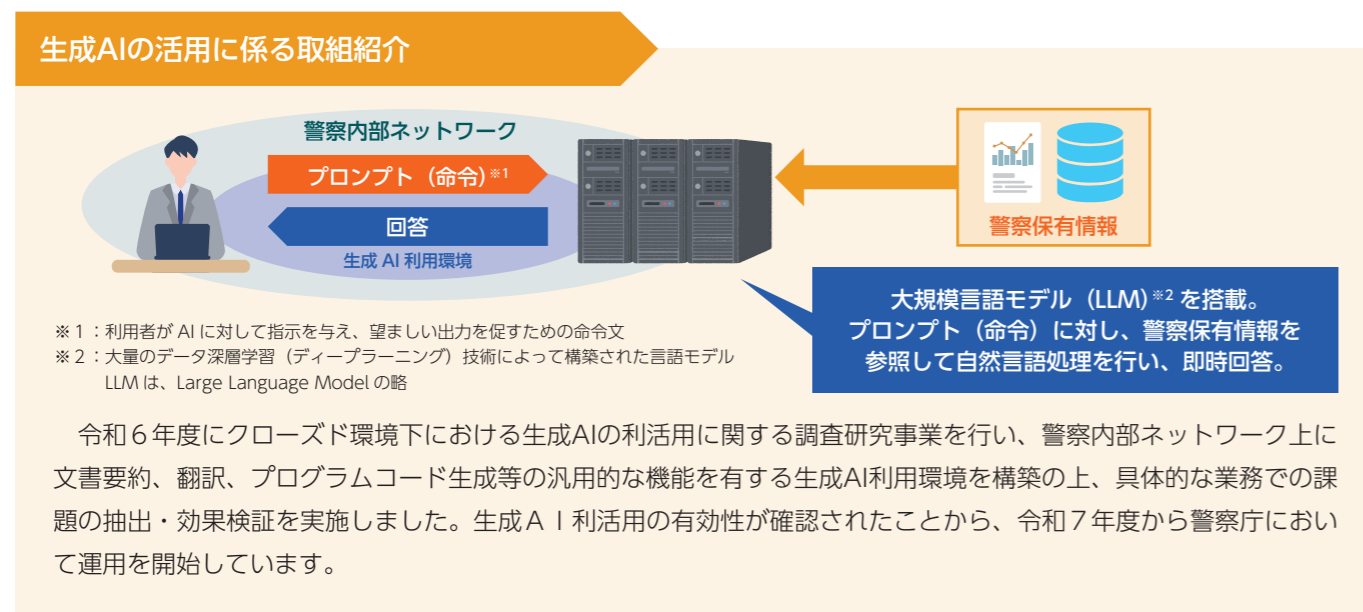 生成AIの活用に係る取組紹介
警察内部ネットワーク
プロンプト（命令）※1
回答
生成 AI 利用環境
警察保有情報
大規模言語モデル（LLM）※2 を搭載。
プロンプト（命令）に対し、警察保有情報を
参照して自然言語処理を行い、即時回答。
※１：利用者が AI に対して指示を与え、望ましい出力を促すための命令文
※２：大量のデータ深層学習（ディープラーニング）技術によって構築された言語モデル
LLM は、Large Language Model の略
令和６年度にクローズド環境下における生成AIの利活用に関する調査研究事業を行い、警察内部ネットワーク上に
文書要約、翻訳、プログラムコード生成等の汎用的な機能を有する生成AI利用環境を構築の上、具体的な業務での課
題の抽出・効果検証を実施しました。生成ＡＩ利活用の有効性が確認されたことから、令和７年度から警察庁におい
て運用を開始しています。